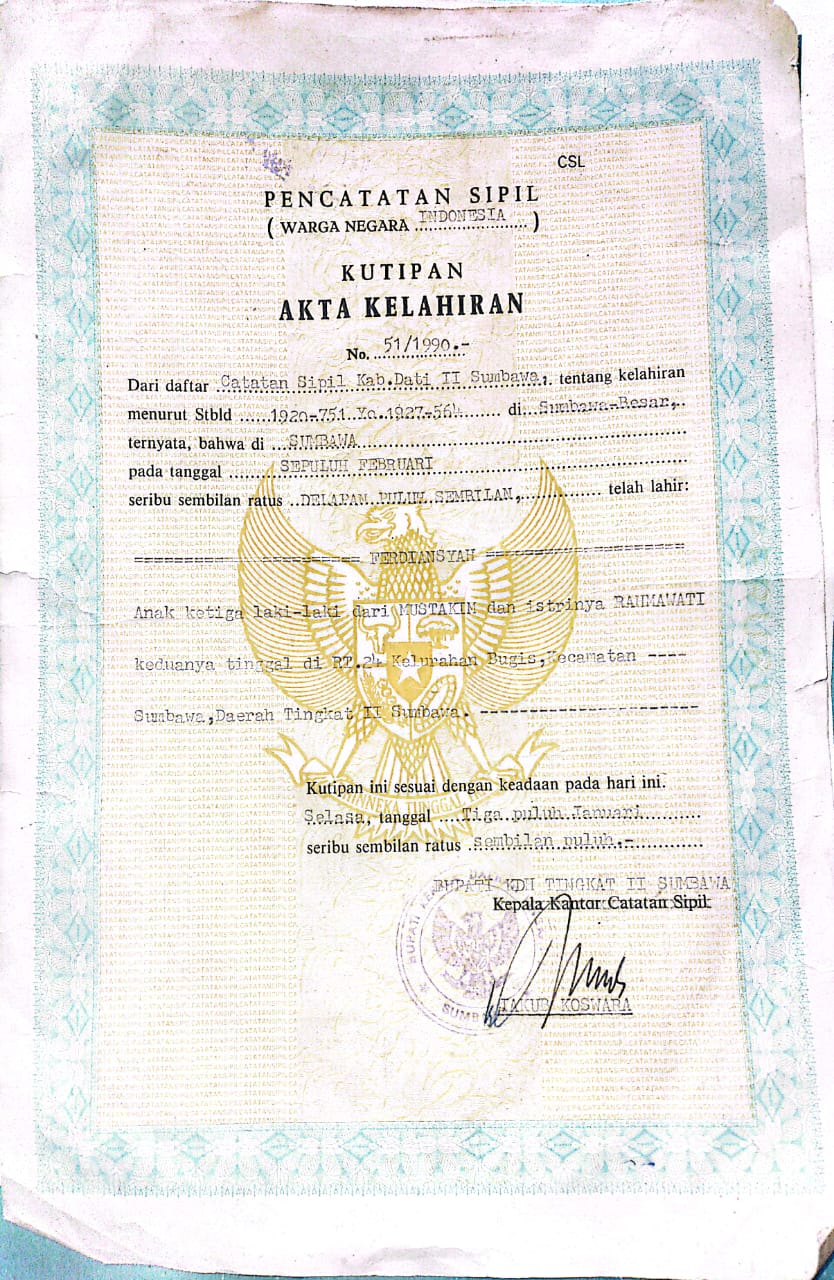 CSL
PENCATATAN SIPIL
( WARGA NEGARA INDONESIA )
KUTIPAN
AKTA KELAHIRAN
No. 51/1990.-
Dari daftar Catatan Sipil Kab.Dati II Sumbawa, tentang kelahiran
menurut Stbld 1920-751 Yo.1927-564 di Sumbawa-Besar,
ternyata, bahwa di SUMBAWA
pada tanggal SEPULUH FEBRUARI
seribu sembilan ratus DELAPAN PULUH SEMBILAN, telah lahir:
==================== FERDIANSYAH ====================
Anak ketiga laki-laki dari MUSTAKIM dan istrinya RAHMAWATI
keduanya tinggal di RT.24 Kelurahan Bugis,Kecamatan ----
Sumbawa,Daerah Tingkat II Sumbawa. -----------------------
Kutipan ini sesuai dengan keadaan pada hari ini.
Selasa, tanggal Tiga puluh Januari
seribu sembilan ratus sembilan puluh.-
BUPATI KDH TINGKAT II SUMBAWA
Kepala Kantor Catatan Sipil
YAKUB KOSWARA